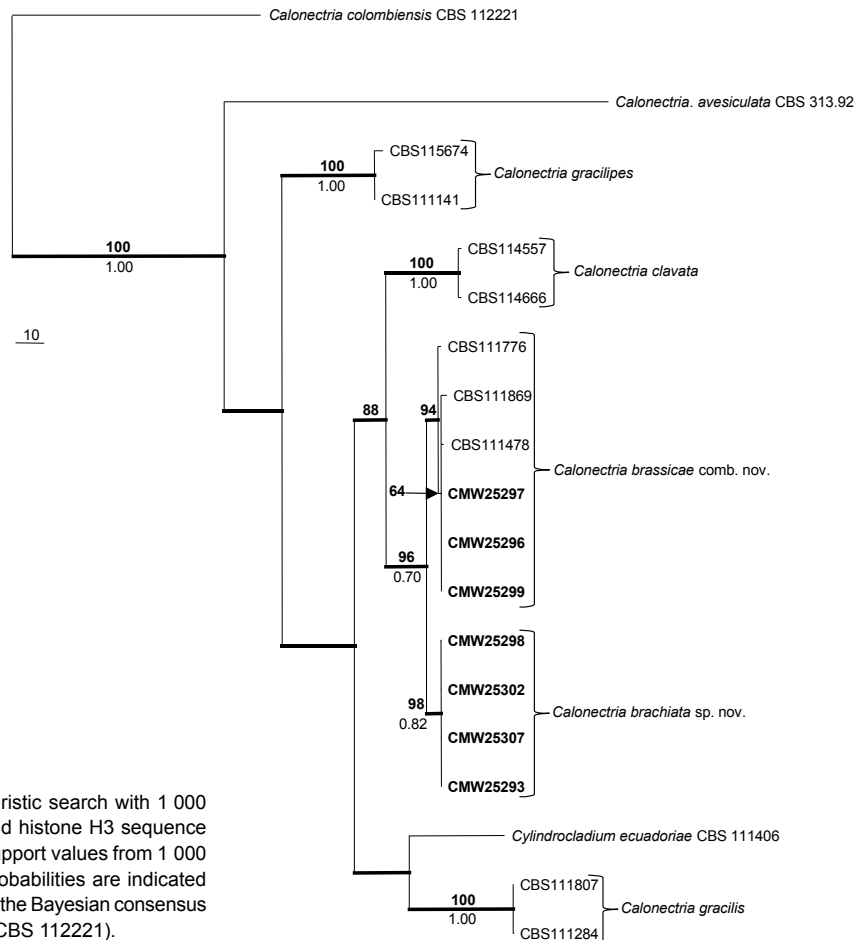 Calonectria colombiensis CBS 112221
Calonectria. avesiculata CBS 313.92
CBS115674
100
1.00
Calonectria gracilipes
CBS111141
CBS114557
100
1.00
Calonectria clavata
CBS114666
100
1.00
10
CBS111776
CBS111869
88
94
CBS111478
Calonectria brassicae comb. nov.
64
CMW25297
CMW25296
96
0.70
CMW25299
CMW25298
CMW25302
98
0.82
Calonectria brachiata sp. nov.
CMW25307
CMW25293
ristic search with 1 000
d histone H3 sequence
pport values from 1 000
obabilities are indicated
the Bayesian consensus
CBS 112221).
Cylindrocladium ecuadoriae CBS 111406
CBS111807
100
1.00
Calonectria gracilis
CBS111284